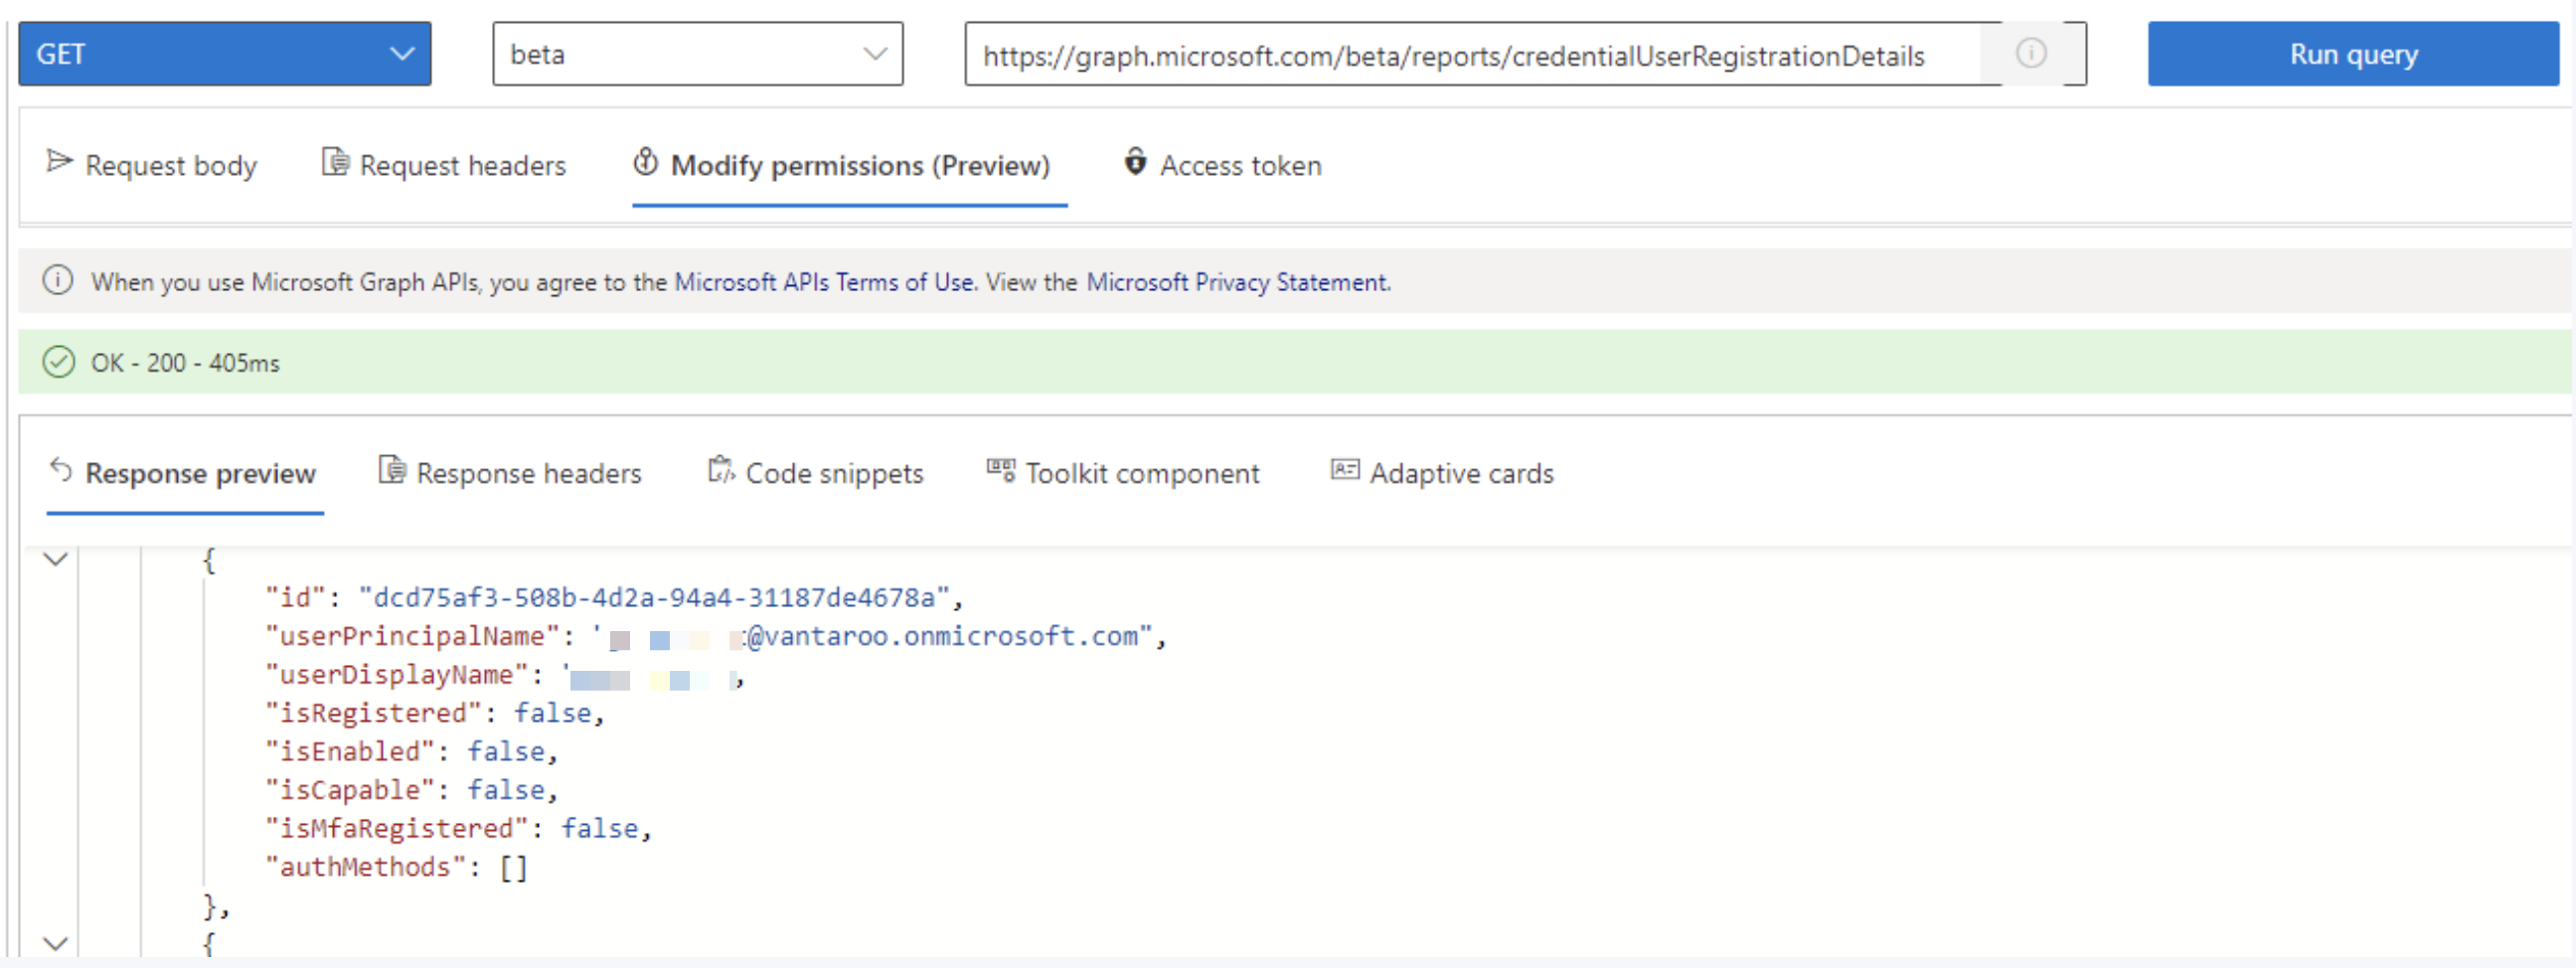 GET beta https://graph.microsoft.com/beta/reports/credentialUserRegistrationDetails Run query
Request body Request headers Modify permissions (Preview) Access token
When you use Microsoft Graph APIs, you agree to the Microsoft APIs Terms of Use. View the Microsoft Privacy Statement.
OK - 200 - 405ms
Response preview Response headers Code snippets Toolkit component Adaptive cards
{
"id": "dcd75af3-508b-4d2a-94a4-31187de4678a",
"userPrincipalName": @vantaroo.onmicrosoft.com",
"userDisplayName": ,
"isRegistered": false,
"isEnabled": false,
"isCapable": false,
"isMfaRegistered": false,
"authMethods": []
},
{